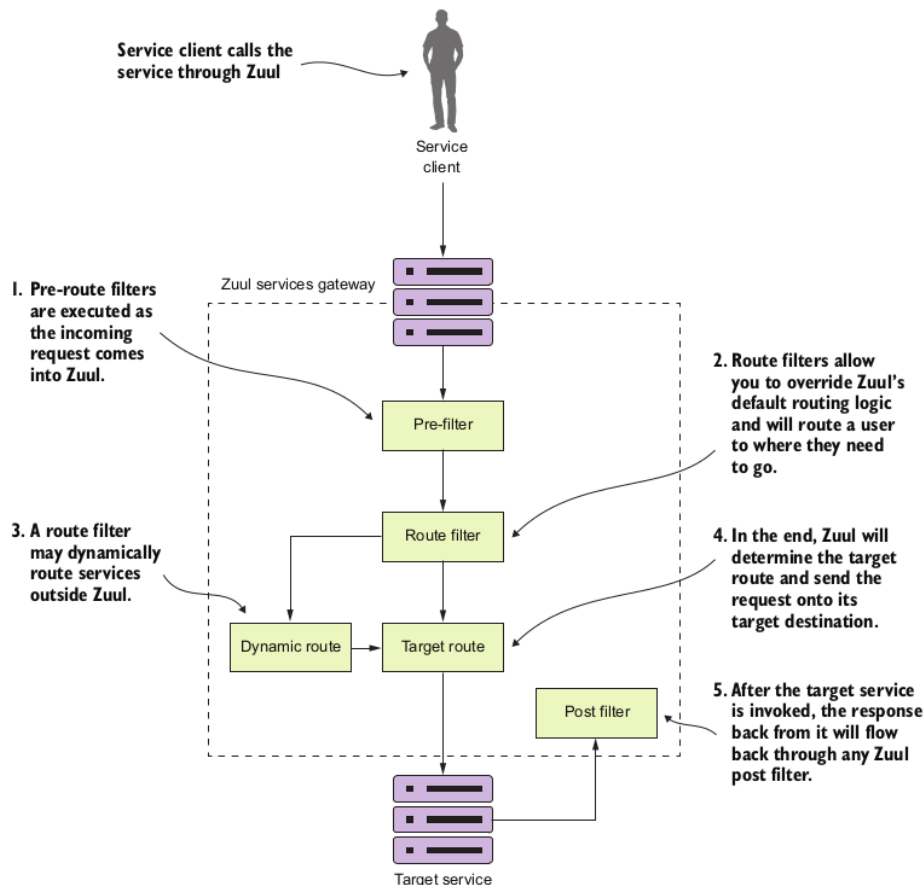 Service client calls the
service through Zuul
Service
client
Zuul services gateway
1. Pre-route filters
are executed as
the incoming
request comes
into Zuul.
Pre-filter
2. Route filters allow
you to override Zuul’s
default routing logic
and will route a user
to where they need
to go.
Route filter
3. A route filter
may dynamically
route services
outside Zuul.
4. In the end, Zuul will
determine the target
route and send the
request onto its
target destination.
Dynamic route
Target route
Post filter
5. After the target service
is invoked, the response
back from it will flow
back through any Zuul
post filter.
Target service